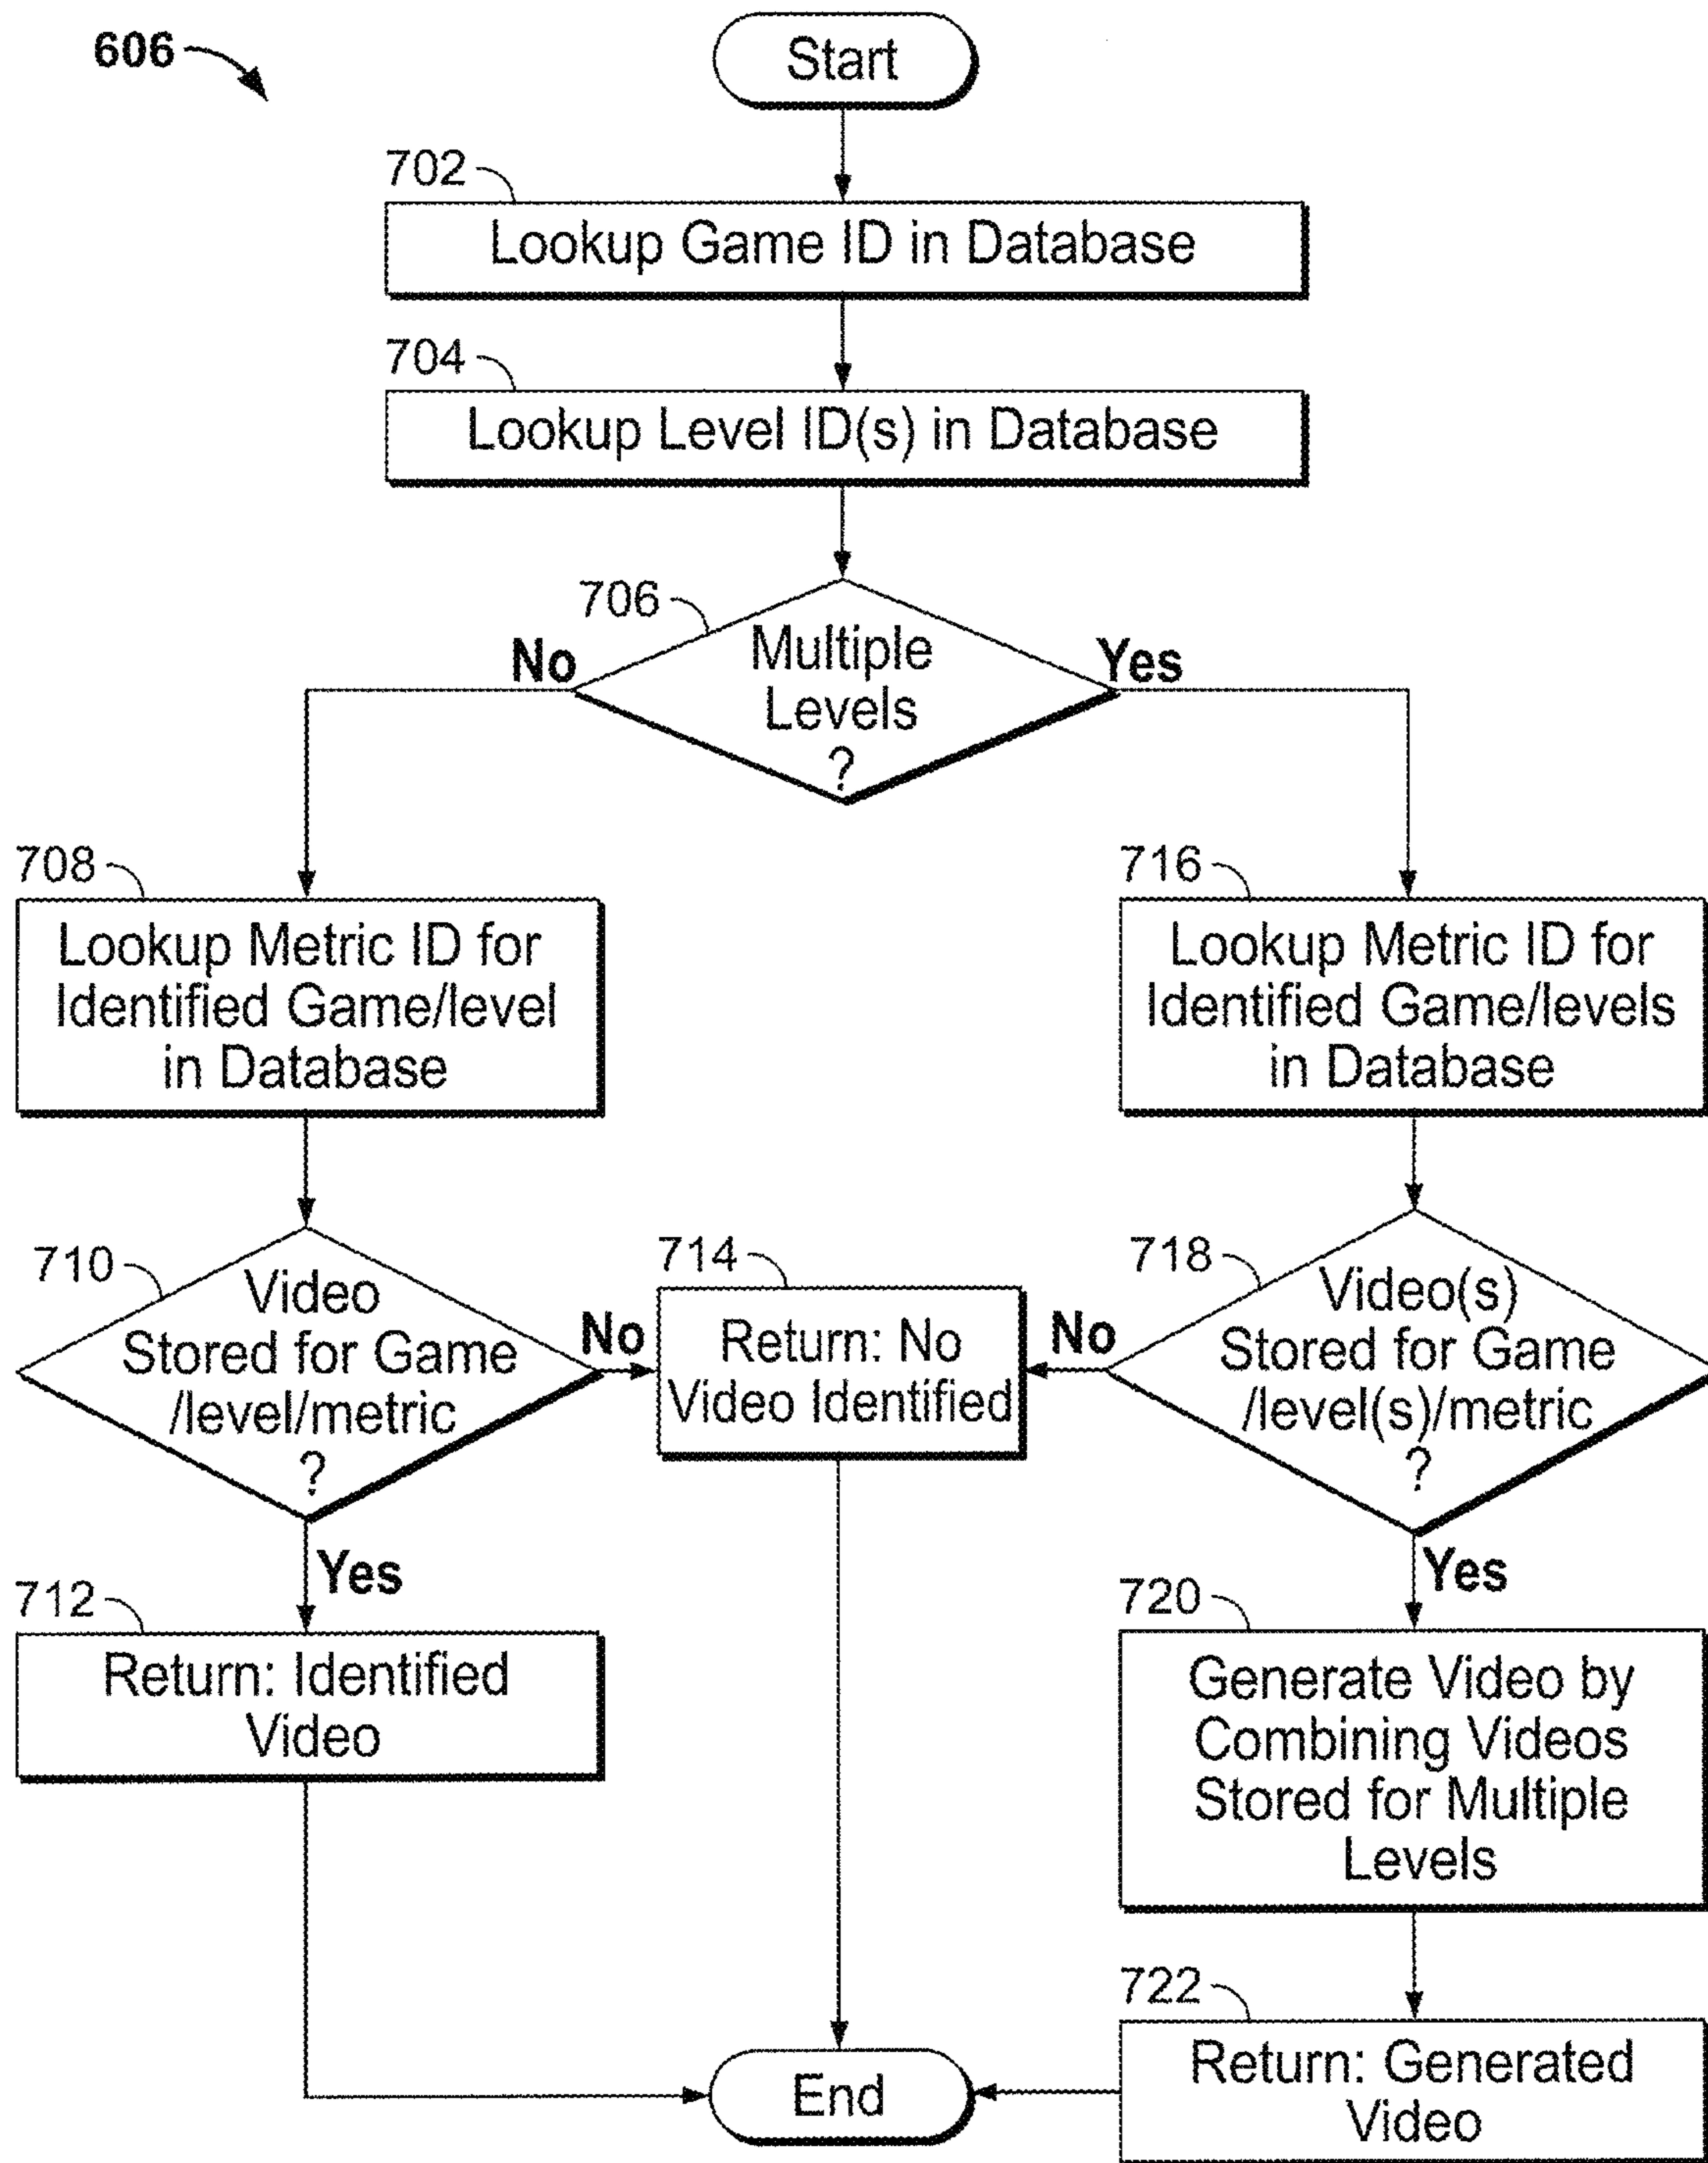 606
Start
702
Lookup Game ID in Database
704
Lookup Level ID(s) in Database
706
Multiple
Levels
?
No
Yes
708
Lookup Metric ID for
Identified Game/level
in Database
716
Lookup Metric ID for
Identified Game/levels
in Database
710
Video
Stored for Game
/level/metric
?
No
714
Return: No
Video Identified
No
718
Video(s)
Stored for Game
/level(s)/metric
?
Yes
712
Return: Identified
Video
Yes
720
Generate Video by
Combining Videos
Stored for Multiple
Levels
722
Return: Generated
Video
End